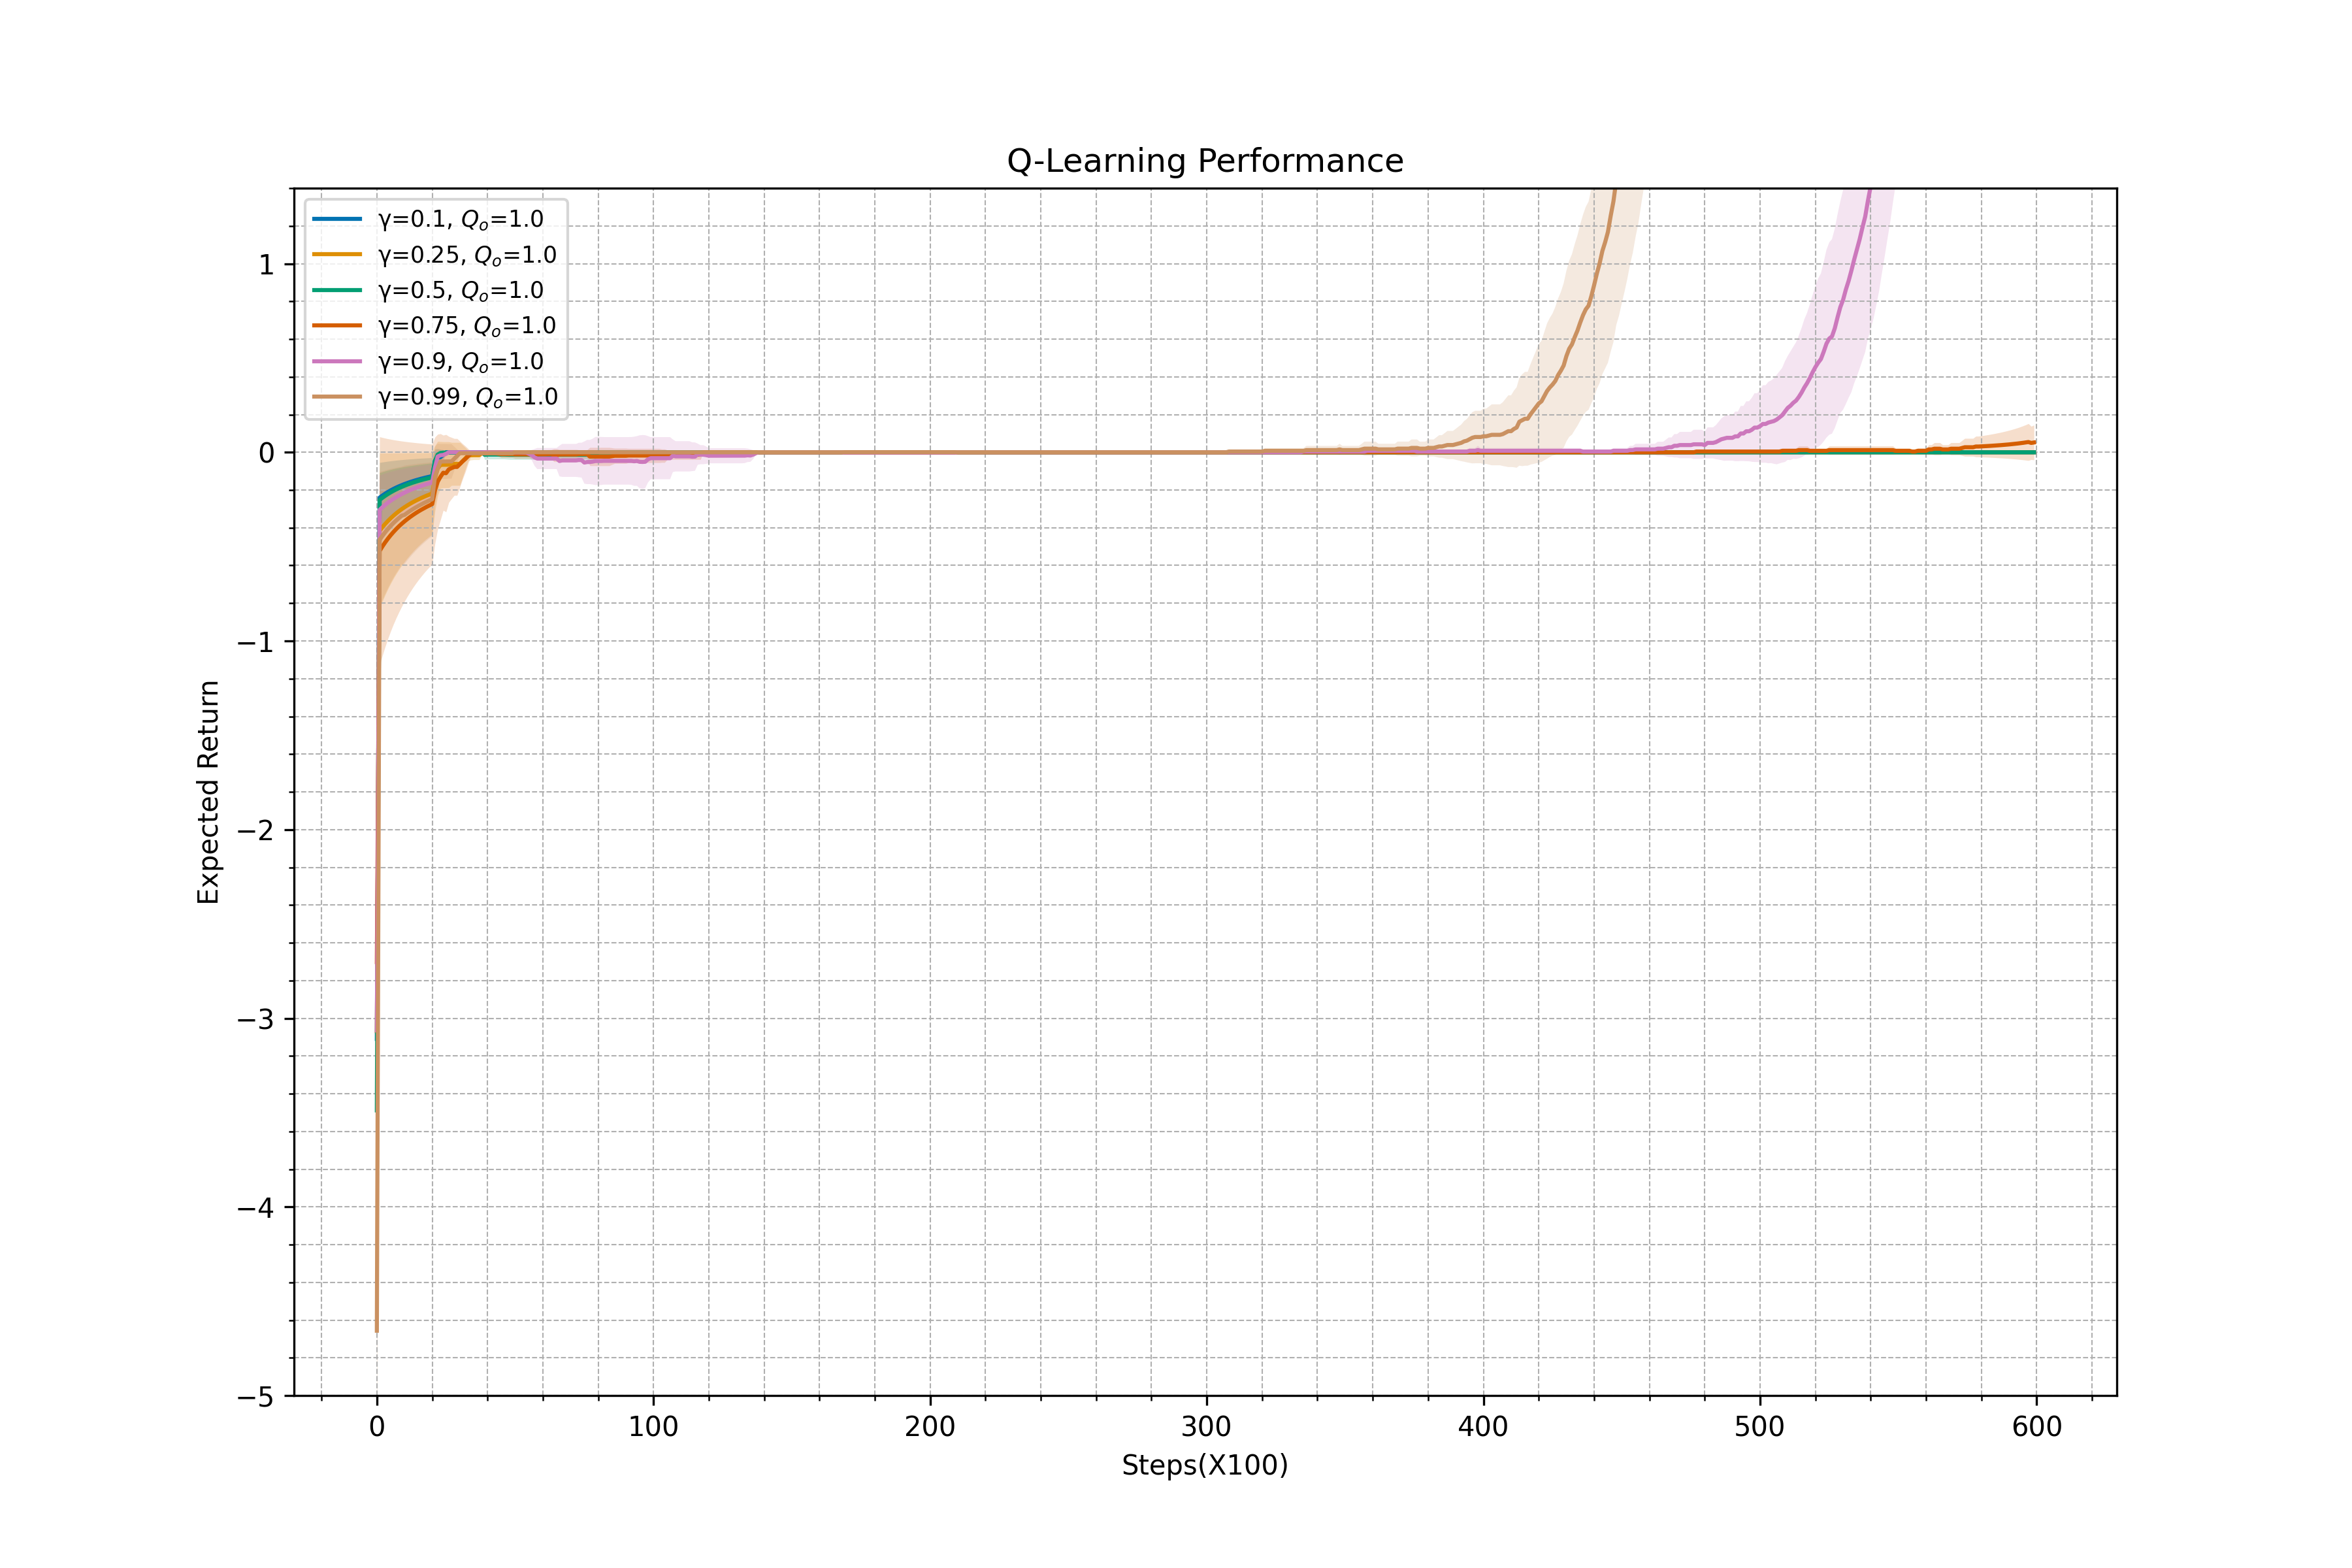 Q-Learning Performance
γ=0.1, Qₒ=1.0
γ=0.25, Qₒ=1.0
γ=0.5, Qₒ=1.0
γ=0.75, Qₒ=1.0
γ=0.9, Qₒ=1.0
γ=0.99, Qₒ=1.0
1
0
−1
−2
−3
−4
−5
Expected Return
0 100 200 300 400 500 600
Steps(X100)